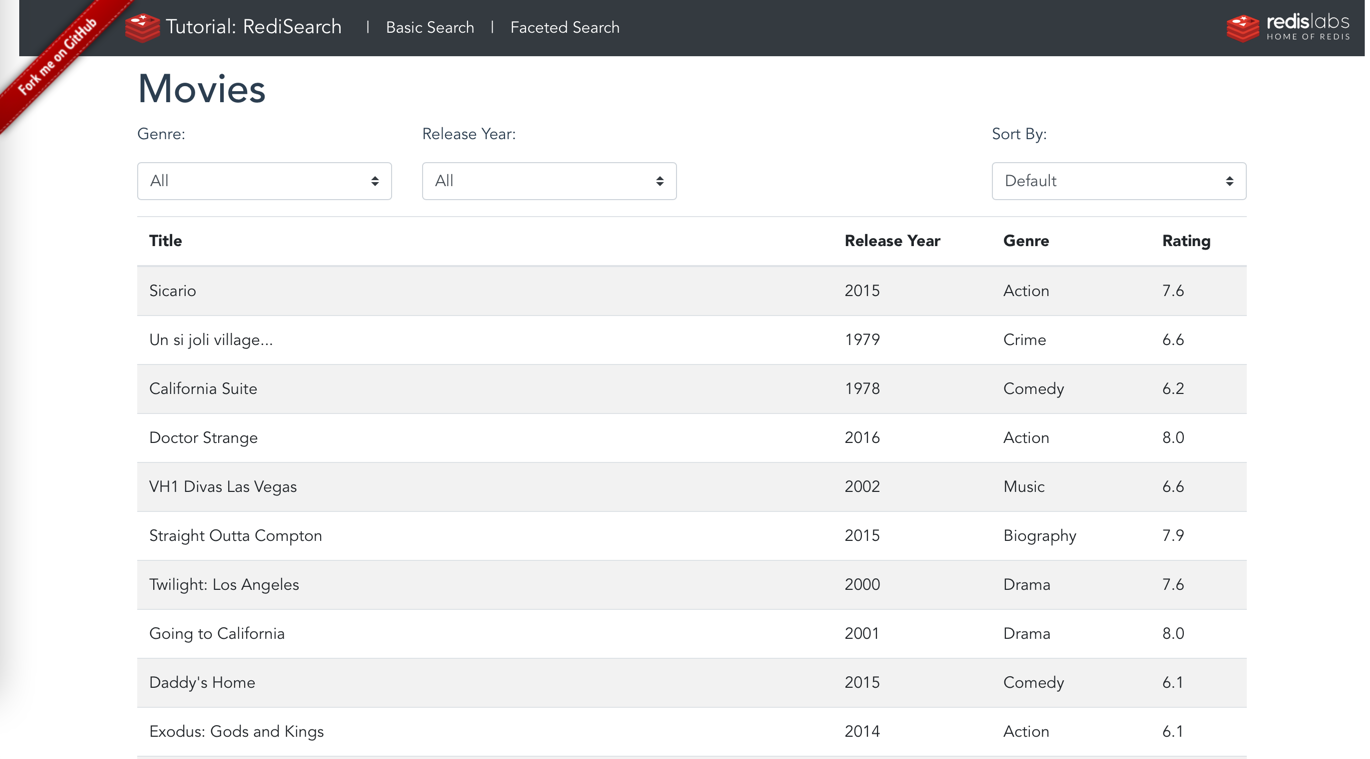 Fork me on GitHub
Tutorial: RediSearch | Basic Search | Faceted Search
redislabs
HOME OF REDIS
Movies
Genre: Release Year: Sort By:
All All Default
Title Release Year Genre Rating
Sicario 2015 Action 7.6
Un si joli village... 1979 Crime 6.6
California Suite 1978 Comedy 6.2
Doctor Strange 2016 Action 8.0
VH1 Divas Las Vegas 2002 Music 6.6
Straight Outta Compton 2015 Biography 7.9
Twilight: Los Angeles 2000 Drama 7.6
Going to California 2001 Drama 8.0
Daddy's Home 2015 Comedy 6.1
Exodus: Gods and Kings 2014 Action 6.1